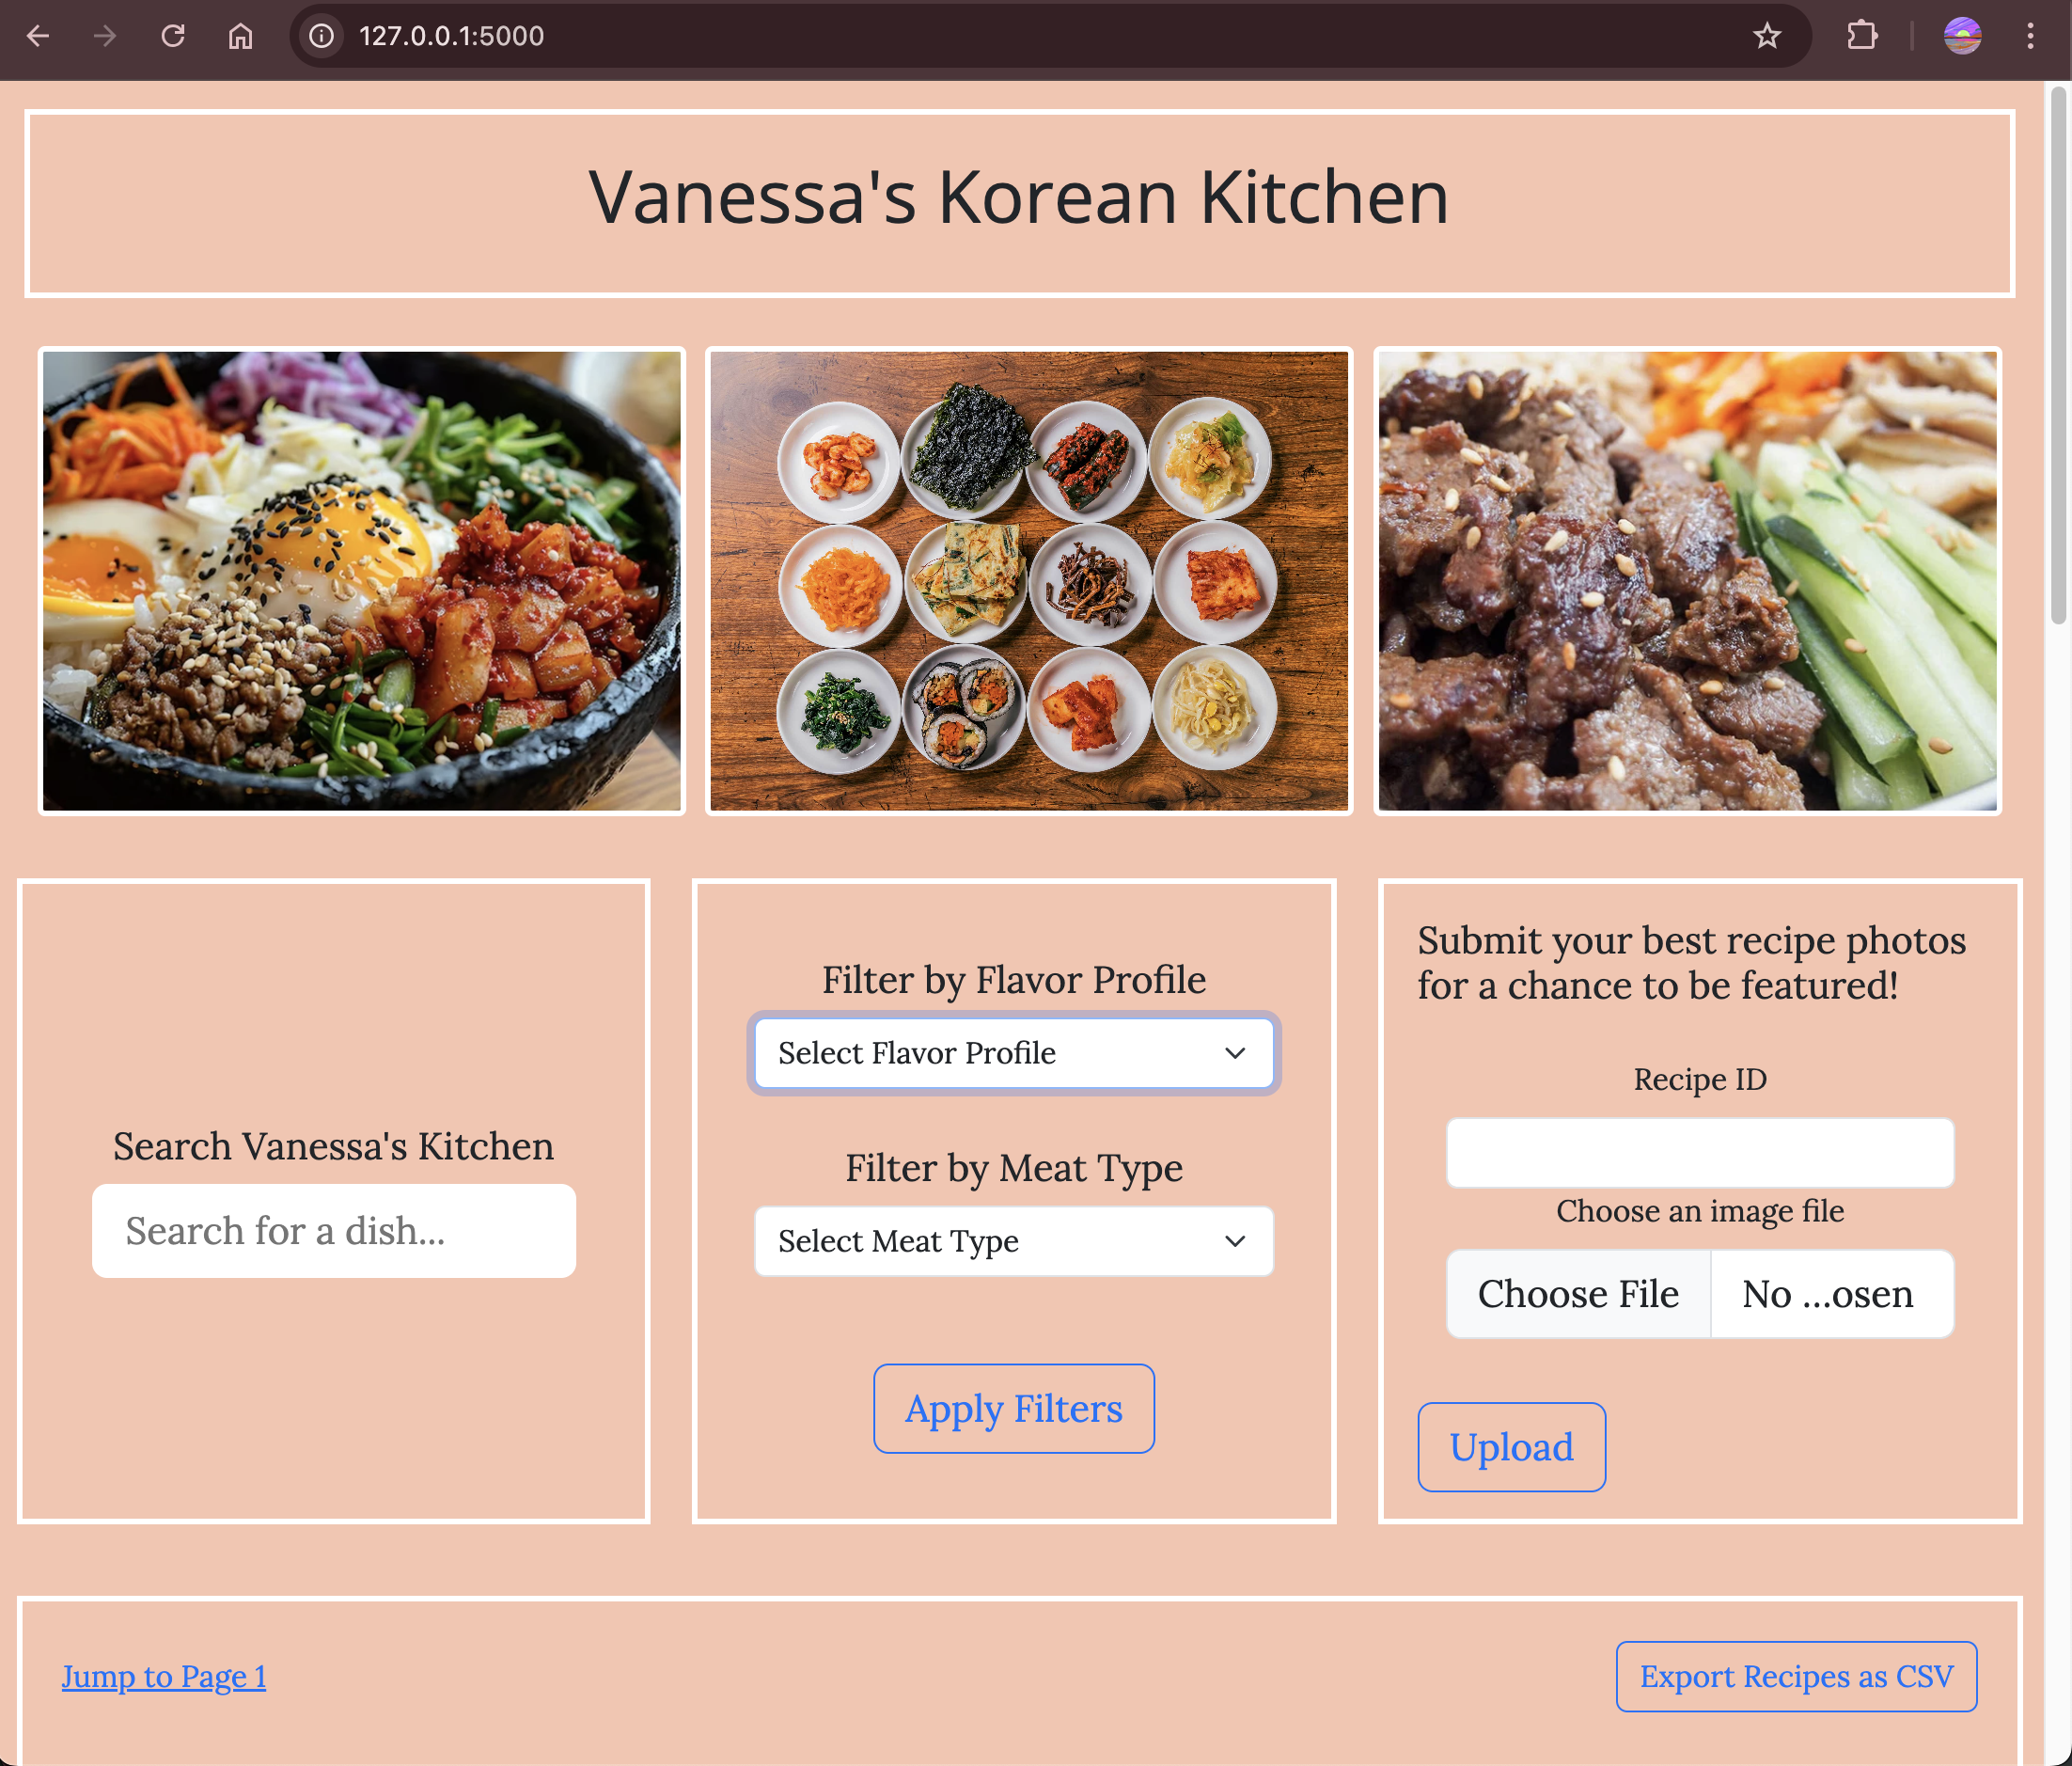 127.0.0.1:5000
Vanessa's Korean Kitchen
Search Vanessa's Kitchen
Search for a dish...
Filter by Flavor Profile
Select Flavor Profile
Filter by Meat Type
Select Meat Type
Apply Filters
Submit your best recipe photos
for a chance to be featured!
Recipe ID
Choose an image file
Choose File
No ...osen
Upload
Jump to Page 1
Export Recipes as CSV